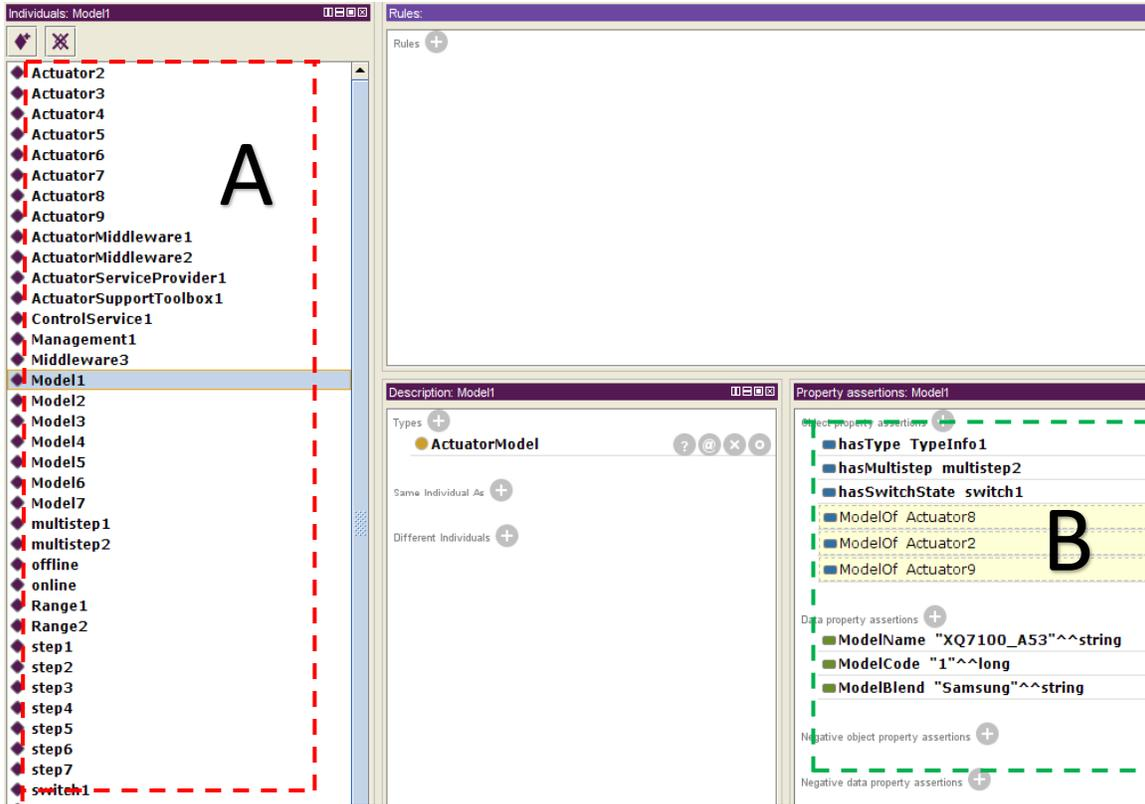 Individuals: Model1
Actuator2
Actuator3
Actuator4
Actuator5
Actuator6
Actuator7
Actuator8
Actuator9
ActuatorMiddleware1
ActuatorMiddleware2
ActuatorServiceProvider1
ActuatorSupportToolbox1
ControlService1
Management1
Middleware3
Model1
Model2
Model3
Model4
Model5
Model6
Model7
multistep1
multistep2
offline
online
Range1
Range2
step1
step2
step3
step4
step5
step6
step7
switch1
A
Rules:
Rules
Description: Model1
Types
ActuatorModel
Same Individual As
Different Individuals
Property assertions: Model1
Object property assertions
hasType TypeInfo1
hasMultistep multistep2
hasSwitchState switch1
ModelOf Actuator8
ModelOf Actuator2
ModelOf Actuator9
B
Data property assertions
ModelName "XQ7100_A53"^^string
ModelCode "1"^^long
ModelBlend "Samsung"^^string
Negative object property assertions
Negative data property assertions